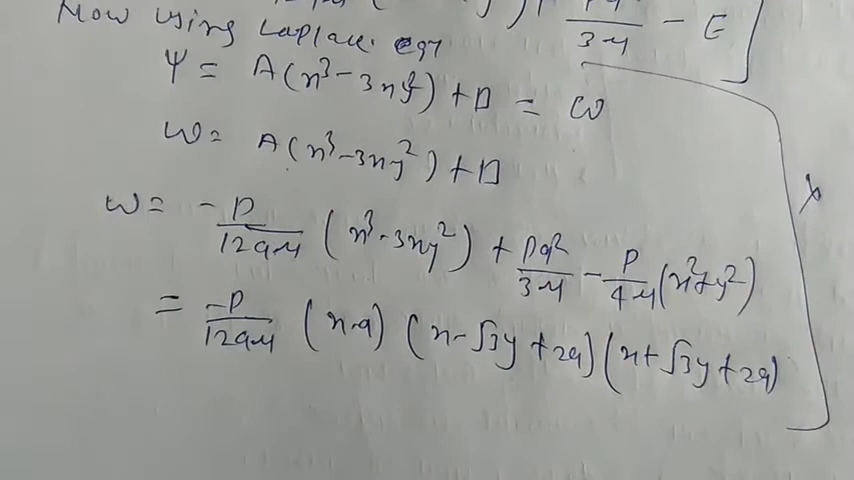 3μ - E ]
Now using Laplace eqn
Ψ = A(x³ - 3xy²) + B = ω
ω = A(x³ - 3xy²) + B
ω = -P/12aμ (x³ - 3xy²) + Pa²/3μ - P/4μ (x² + y²)
= -P/12aμ (x-a) (x - √3y + 2a) (x + √3y + 2a)